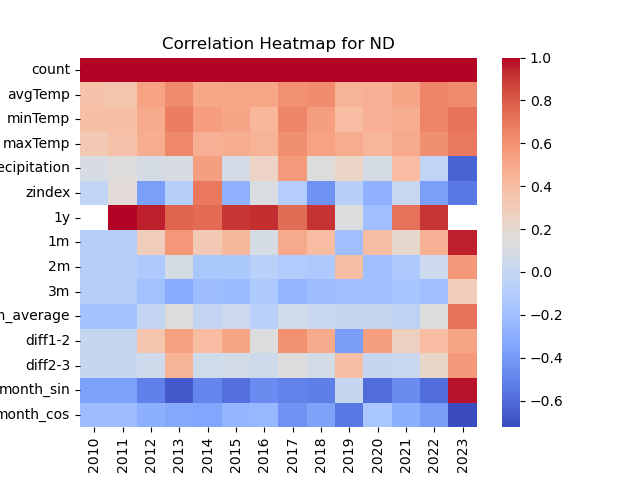 Correlation Heatmap for ND
count
avgTemp
minTemp
maxTemp
ecipitation
zindex
1y
1m
2m
3m
n_average
diff1-2
diff2-3
month_sin
month_cos
2010
2011
2012
2013
2014
2015
2016
2017
2018
2019
2020
2021
2022
2023
1.0
0.8
0.6
0.4
0.2
0.0
−0.2
−0.4
−0.6